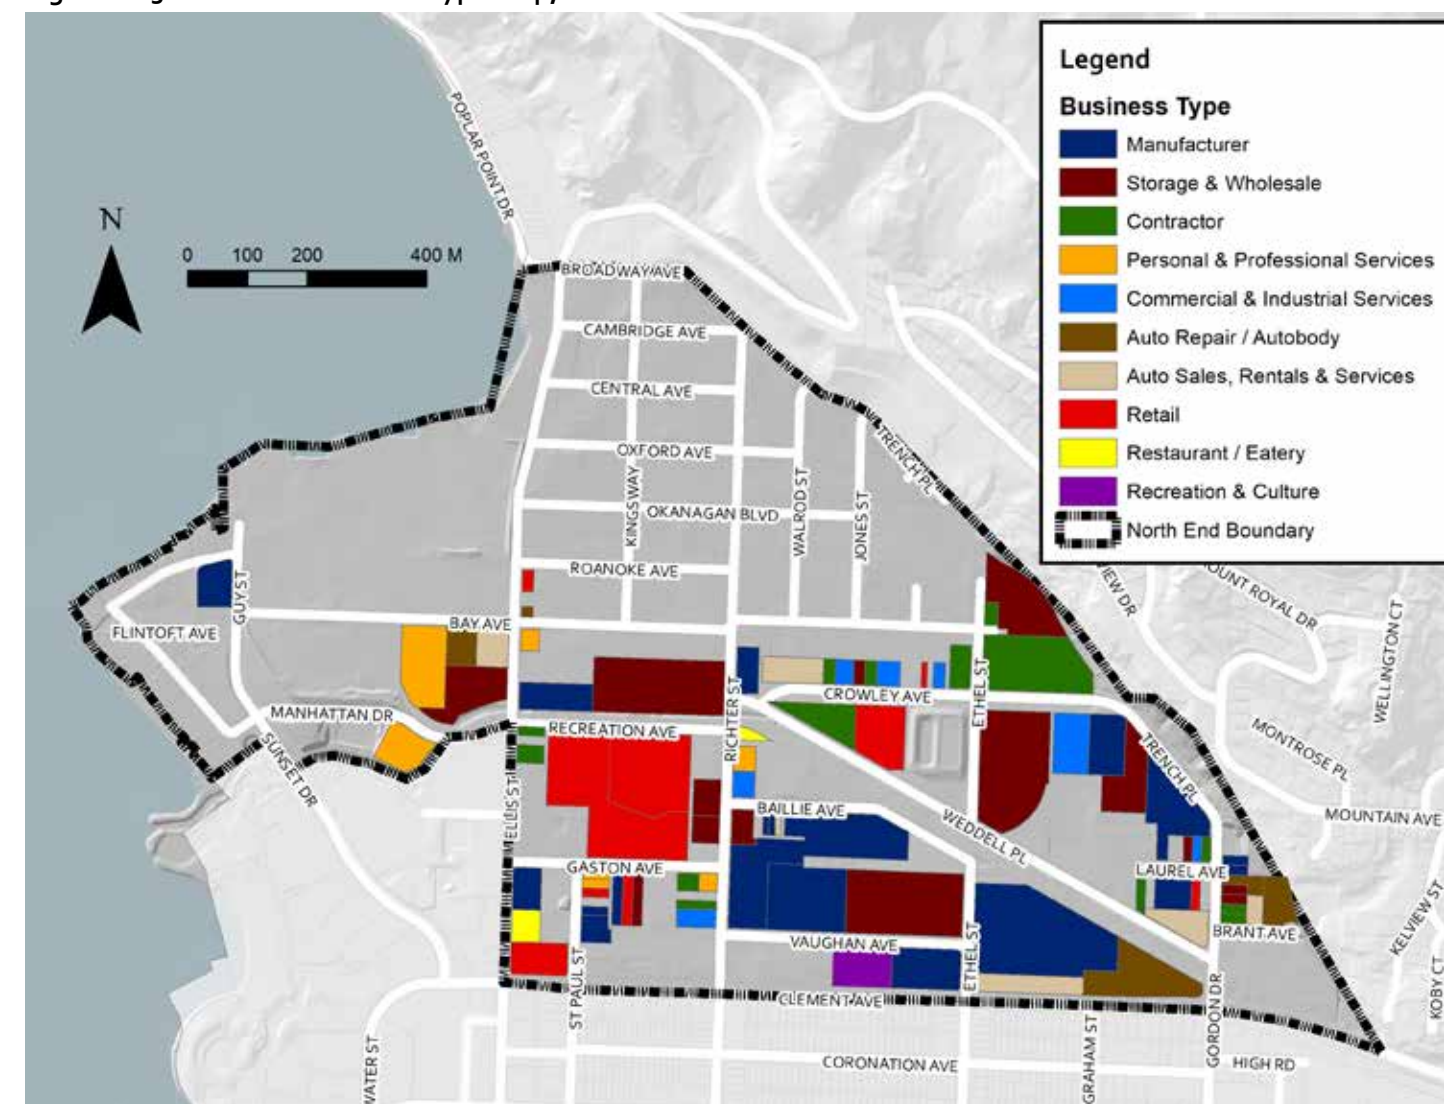 Legend
Business Type
Manufacturer
Storage & Wholesale
Contractor
Personal & Professional Services
Commercial & Industrial Services
Auto Repair / Autobody
Auto Sales, Rentals & Services
Retail
Restaurant / Eatery
Recreation & Culture
North End Boundary
N
0 100 200 400 M
POPLAR POINT DR
BROADWAY AVE
CAMBRIDGE AVE
CENTRAL AVE
OXFORD AVE
KINGSWAY
OKANAGAN BLVD
WALROD ST
JONES ST
TRENCH PL
ROANOKE AVE
GUY ST
FLINTOFT AVE
BAY AVE
MANHATTAN DR
SUNSET DR
RECREATION AVE
RICHTER ST
CROWLEY AVE
ETHEL ST
VIEW DR
MOUNT ROYAL DR
WELLINGTON CT
MONTROSE PL
TRENCH PL
MOUNTAIN AVE
ELLIS ST
BAILLIE AVE
WEDDELL PL
GASTON AVE
LAUREL AVE
BRANT AVE
KELVIEW ST
KOBY CT
VAUGHAN AVE
ETHEL ST
ST PAUL ST
CLEMENT AVE
GORDON DR
GRAHAM ST
WATER ST
CORONATION AVE
HIGH RD